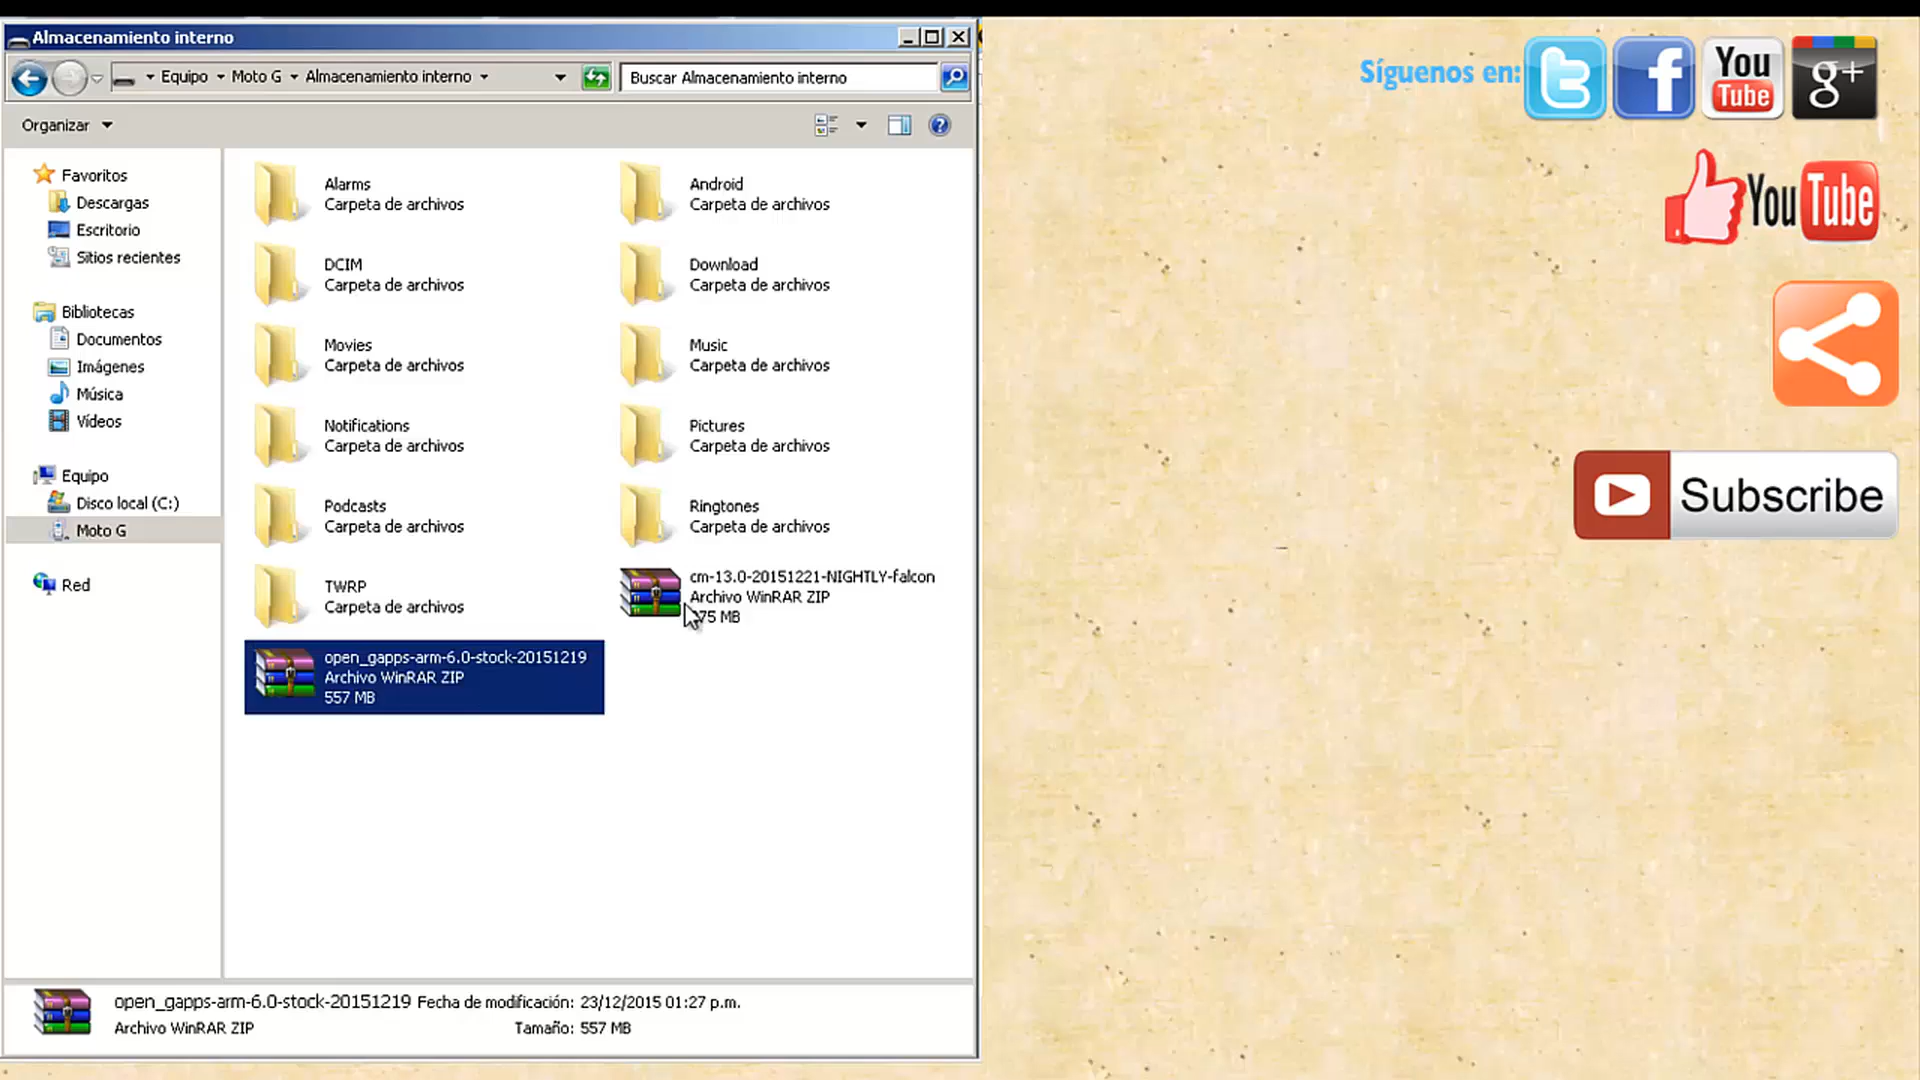 Almacenamiento interno
Equipo Moto G Almacenamiento interno
Buscar Almacenamiento interno
Organizar
Favoritos
Descargas
Escritorio
Sitios recientes
Bibliotecas
Documentos
Imágenes
Música
Vídeos
Equipo
Disco local (C:)
Moto G
Red
Alarms
Carpeta de archivos
Android
Carpeta de archivos
DCIM
Carpeta de archivos
Download
Carpeta de archivos
Movies
Carpeta de archivos
Music
Carpeta de archivos
Notifications
Carpeta de archivos
Pictures
Carpeta de archivos
Podcasts
Carpeta de archivos
Ringtones
Carpeta de archivos
TWRP
Carpeta de archivos
cm-13.0-20151221-NIGHTLY-falcon
Archivo WinRAR ZIP
MB
open_gapps-arm-6.0-stock-20151219
Archivo WinRAR ZIP
557 MB
open_gapps-arm-6.0-stock-20151219 Fecha de modificación: 23/12/2015 01:27 p.m.
Archivo WinRAR ZIP Tamaño: 557 MB
Síguenos en:
You
Tube
g+
YouTube
Subscribe